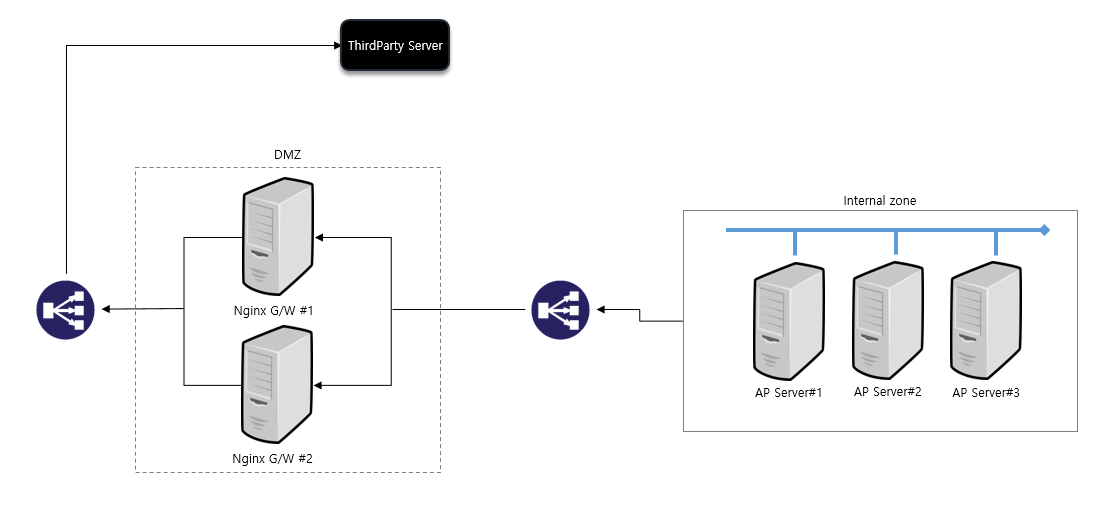 ThirdParty Server
DMZ
Internal zone
Nginx G/W #1
AP Server#1
AP Server#2
AP Server#3
Nginx G/W #2